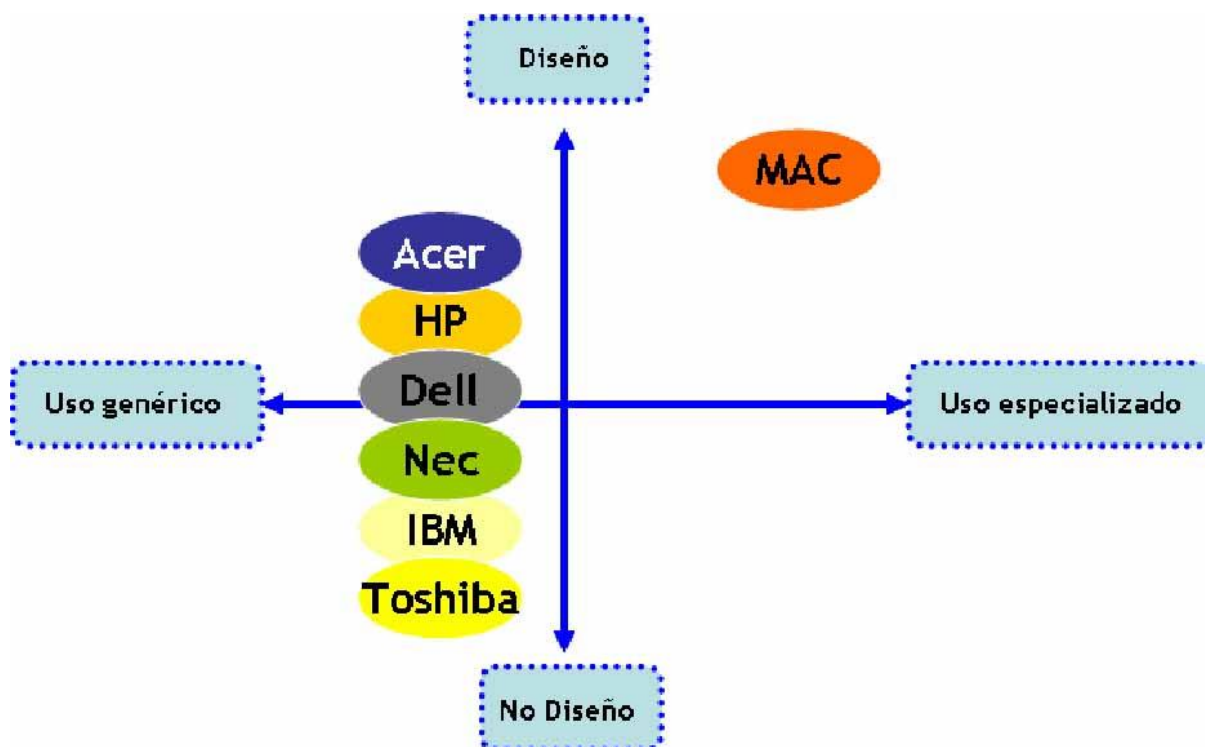 Diseño
MAC
Acer
HP
Dell
Uso genérico
Uso especializado
Nec
IBM
Toshiba
No Diseño